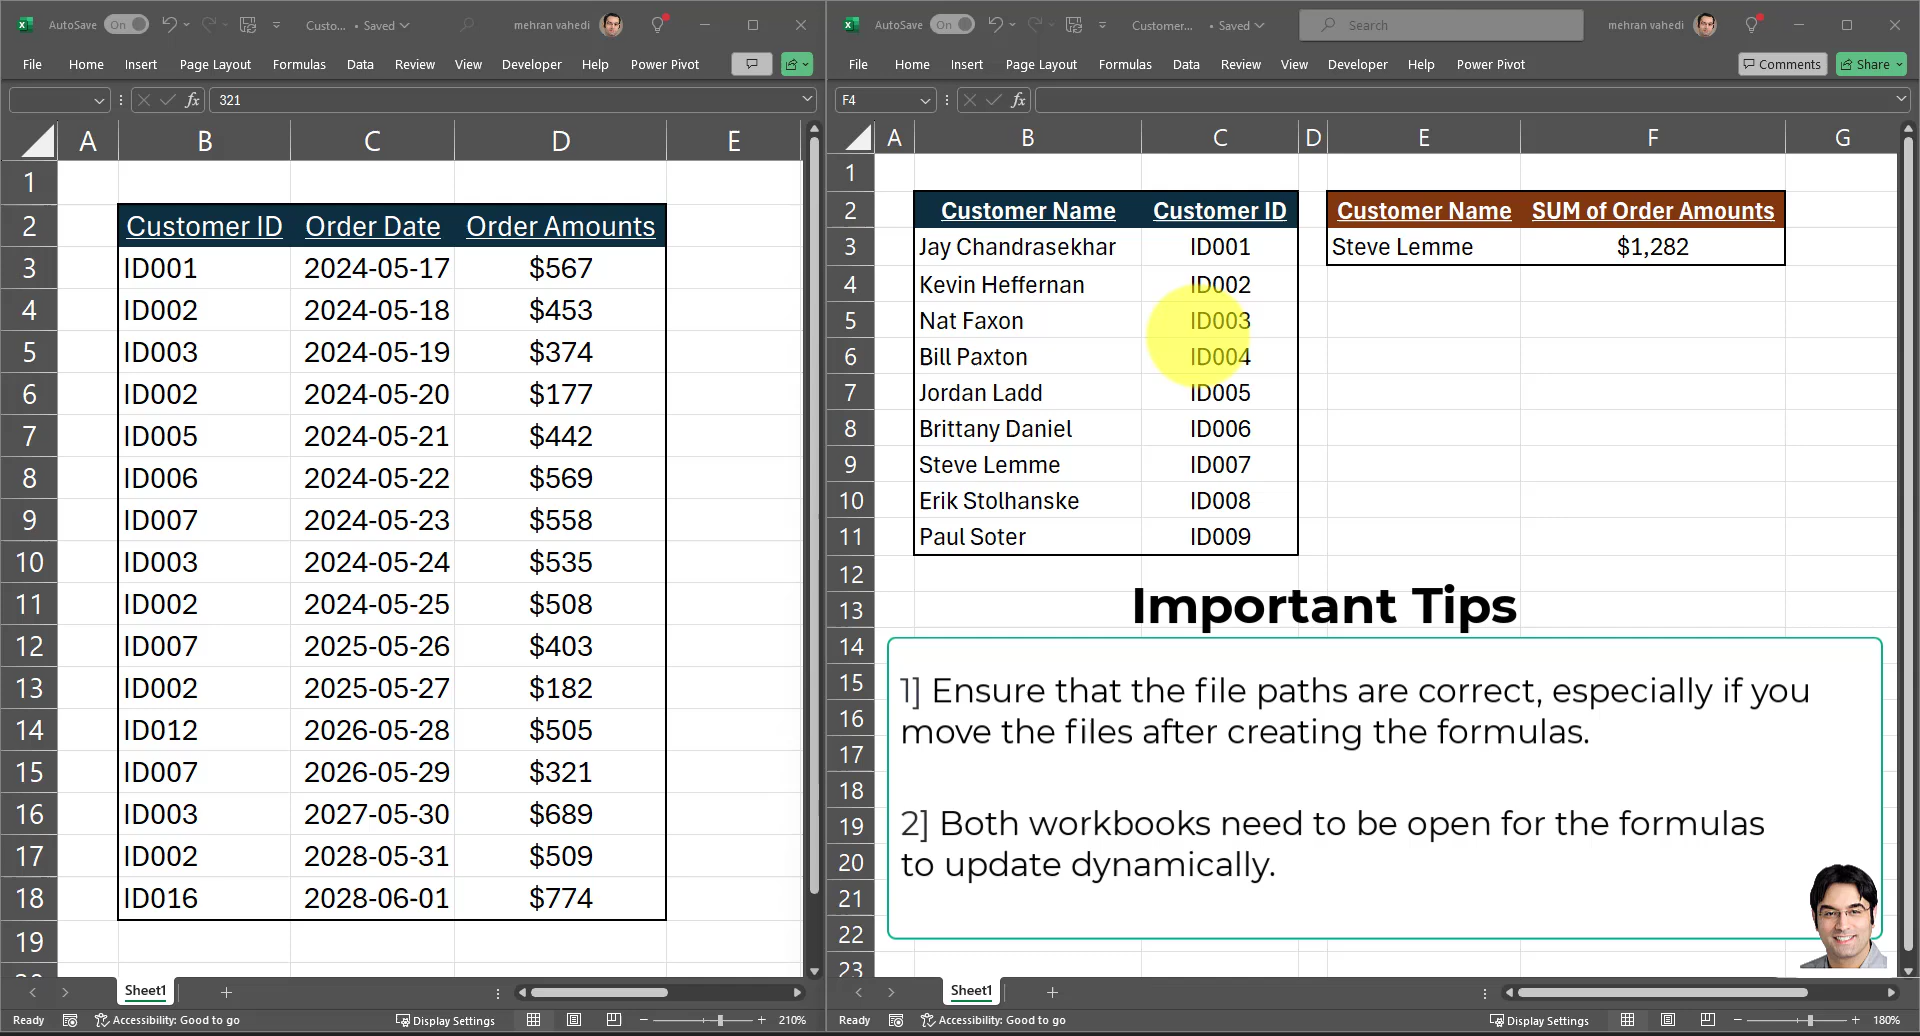 AutoSave On Custo... • Saved mehran vahedi
File Home Insert Page Layout Formulas Data Review View Developer Help Power Pivot
fx 321
A B C D E
1
2 Customer ID Order Date Order Amounts
3 ID001 2024-05-17 $567
4 ID002 2024-05-18 $453
5 ID003 2024-05-19 $374
6 ID002 2024-05-20 $177
7 ID005 2024-05-21 $442
8 ID006 2024-05-22 $569
9 ID007 2024-05-23 $558
10 ID003 2024-05-24 $535
11 ID002 2024-05-25 $508
12 ID007 2025-05-26 $403
13 ID002 2025-05-27 $182
14 ID012 2026-05-28 $505
15 ID007 2026-05-29 $321
16 ID003 2027-05-30 $689
17 ID002 2028-05-31 $509
18 ID016 2028-06-01 $774
19
Sheet1
Ready Accessibility: Good to go Display Settings 210%
AutoSave On Customer... • Saved Search mehran vahedi
File Home Insert Page Layout Formulas Data Review View Developer Help Power Pivot Comments Share
F4 fx
A B C D E F G
1
2 Customer Name Customer ID Customer Name SUM of Order Amounts
3 Jay Chandrasekhar ID001 Steve Lemme $1,282
4 Kevin Heffernan ID002
5 Nat Faxon ID003
6 Bill Paxton ID004
7 Jordan Ladd ID005
8 Brittany Daniel ID006
9 Steve Lemme ID007
10 Erik Stolhanske ID008
11 Paul Soter ID009
12
13
14
15
16
17
18
19
20
21
22
23
Important Tips
1] Ensure that the file paths are correct, especially if you
move the files after creating the formulas.
2] Both workbooks need to be open for the formulas
to update dynamically.
Sheet1
Ready Accessibility: Good to go Display Settings 180%